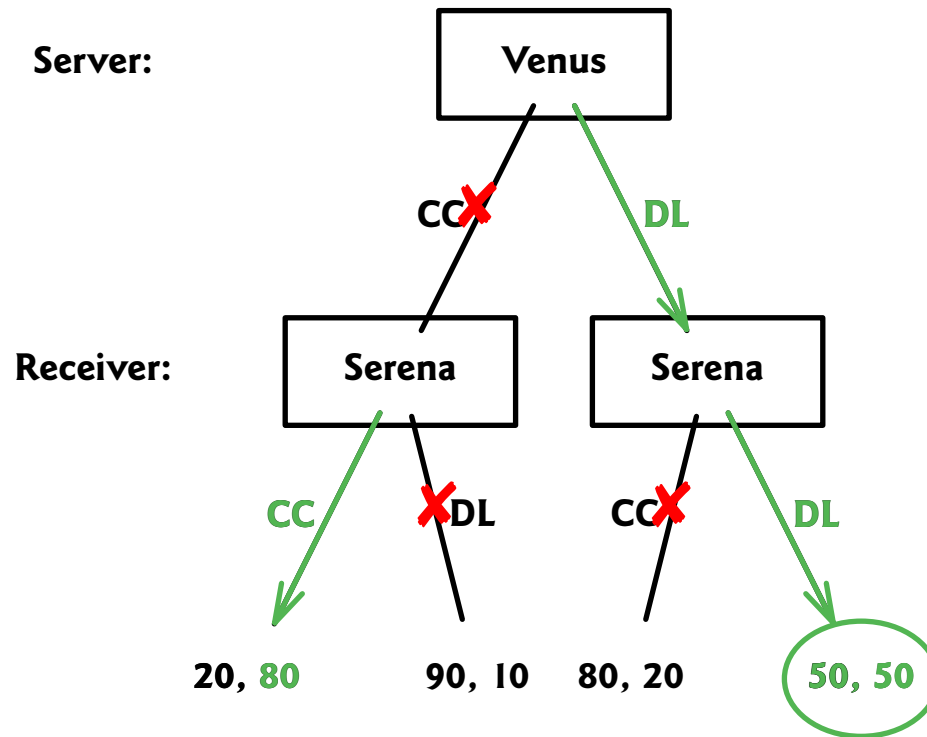 Server: Venus
CC DL
Receiver: Serena Serena
CC DL CC DL
20, 80 90, 10 80, 20 50, 50